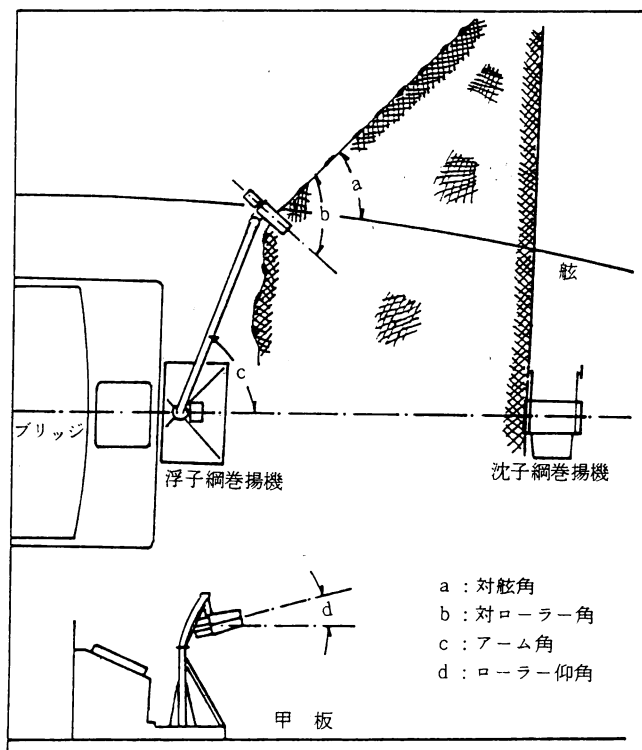 a
b
舷
c
ブリッジ
浮子綱巻揚機
沈子綱巻揚機
d
a:対舷角
b:対ローラー角
c:アーム角
d:ローラー仰角
甲板